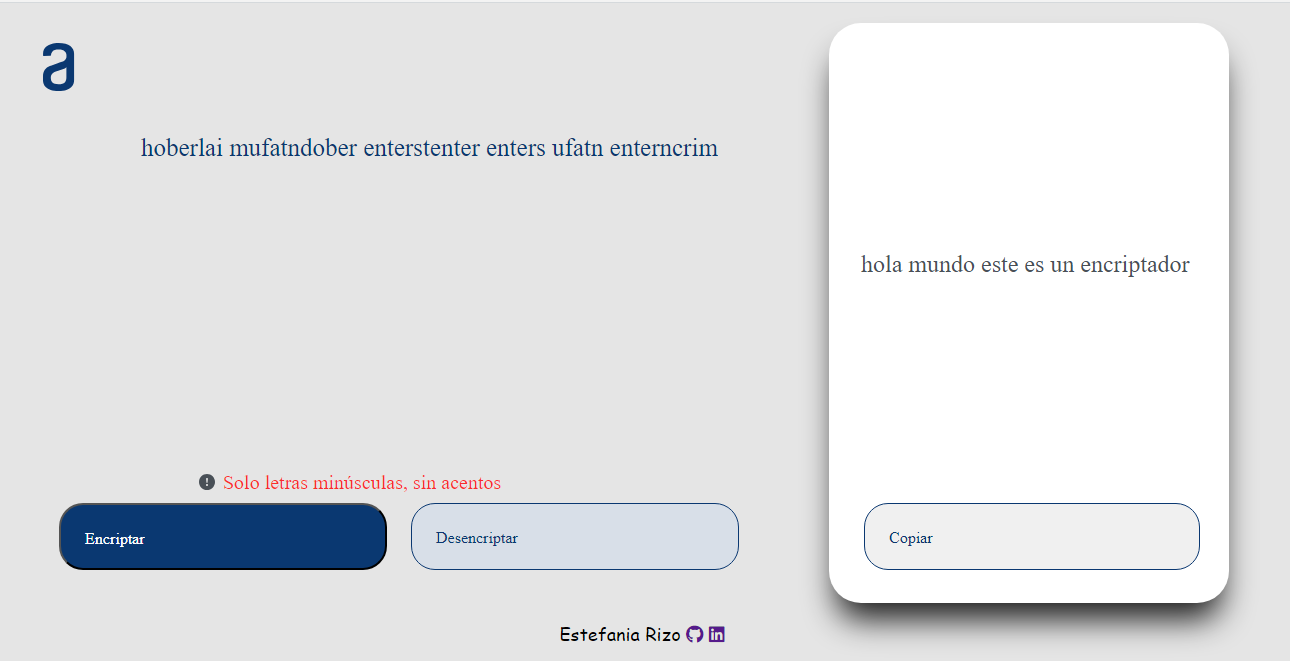 a
hoberlai mufatndober enterstenter enters ufatn enterncrim
hola mundo este es un encriptador
Solo letras minúsculas, sin acentos
Encriptar
Desencriptar
Copiar
Estefania Rizo